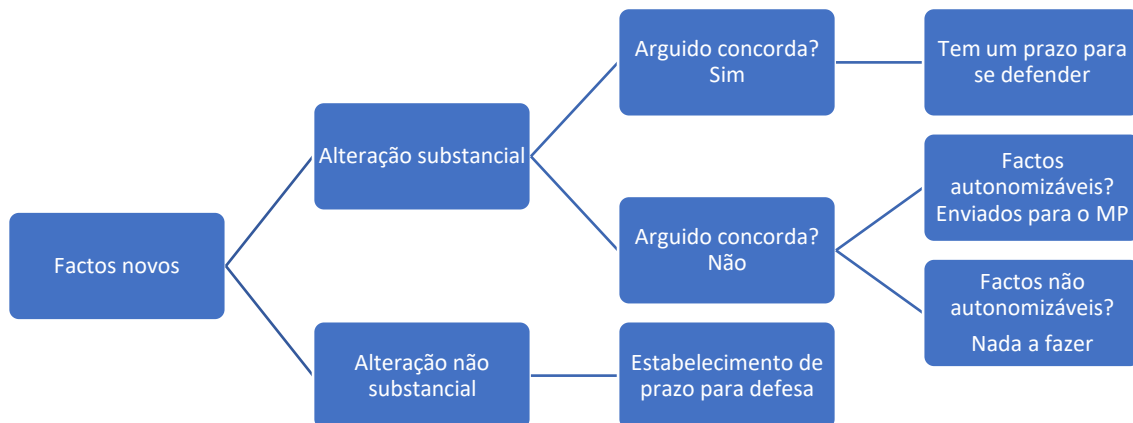 Factos novos
Alteração substancial
Arguido concorda?
Sim
Tem um prazo para
se defender
Arguido concorda?
Não
Factos
autonomizáveis?
Enviados para o MP
Factos não
autonomizáveis?
Nada a fazer
Alteração não
substancial
Estabelecimento de
prazo para defesa